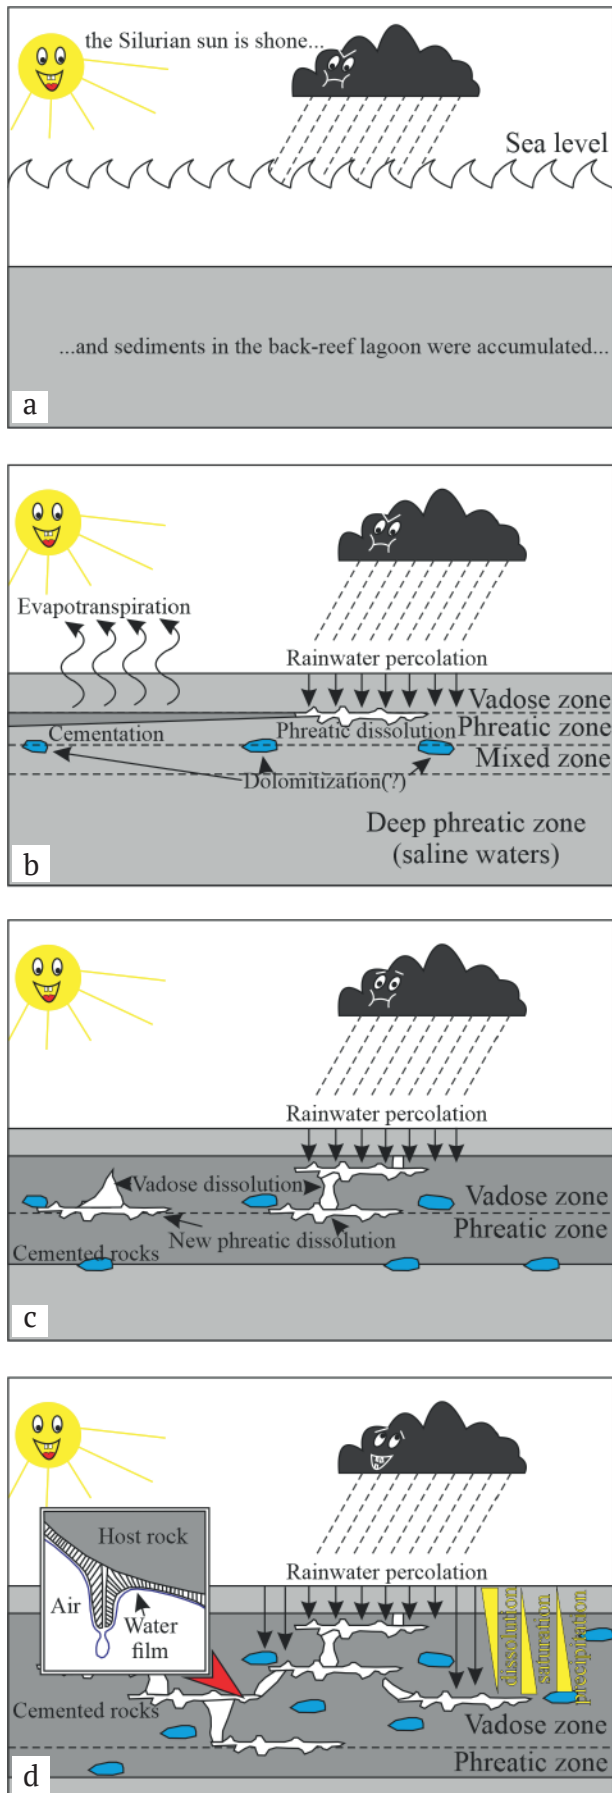 the Silurian sun is shone...
Sea level
...and sediments in the back-reef lagoon were accumulated...
a
Evapotranspiration
Rainwater percolation
Vadose zone
Cementation
Phreatic dissolution
Phreatic zone
Mixed zone
Dolomitization(?)
Deep phreatic zone
(saline waters)
b
Rainwater percolation
Vadose dissolution
Vadose zone
New phreatic dissolution
Phreatic zone
Cemented rocks
c
Host rock
Air
Water
film
Rainwater percolation
dissolution
saturation
precipitation
Cemented rocks
Vadose zone
Phreatic zone
d